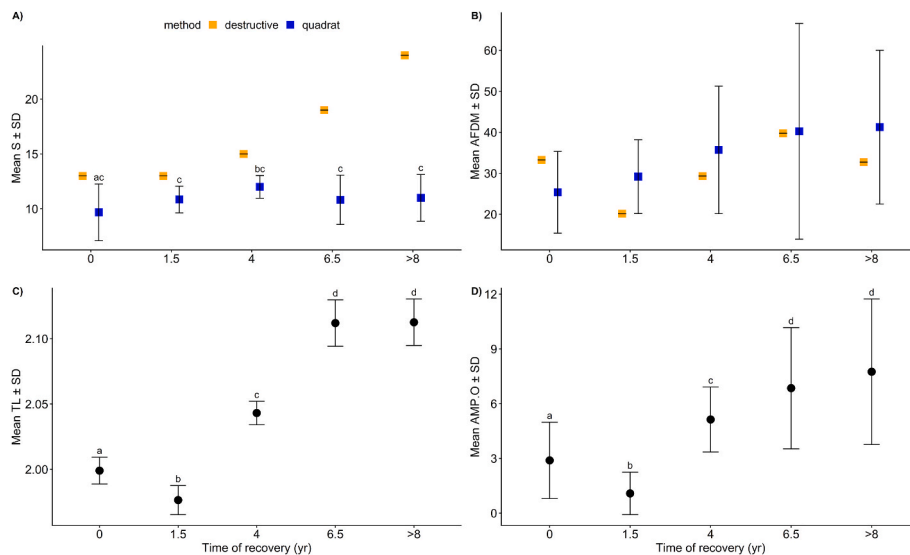 A)
method destructive quadrat
Mean S ± SD
20
15
10
ac
c
bc
c
c
0 1.5 4 6.5 >8
B)
Mean AFDM ± SD
60
50
40
30
20
0 1.5 4 6.5 >8
C)
Mean TL ± SD
2.10
2.05
2.00
a
b
c
d
d
0 1.5 4 6.5 >8
Time of recovery (yr)
D)
Mean AMP.O ± SD
12
9
6
3
0
a
b
c
d
d
0 1.5 4 6.5 >8
Time of recovery (yr)